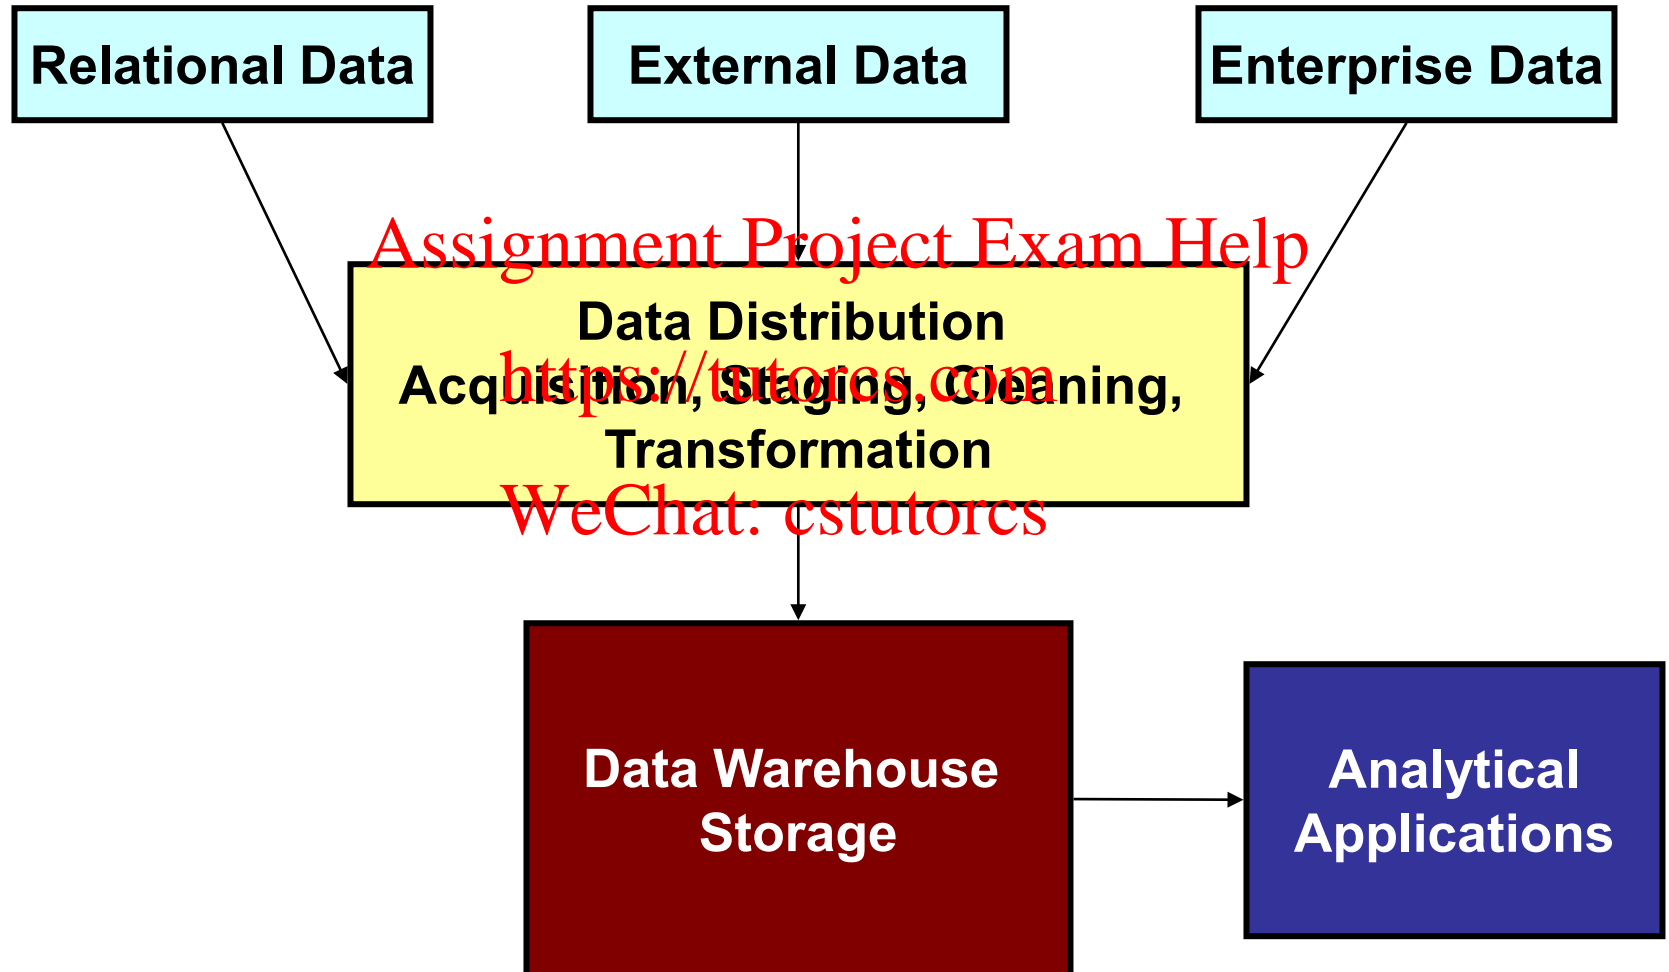 Relational Data
External Data
Enterprise Data
Assignment Project Exam Help
Data Distribution
Acquisition, Staging, Cleaning,
https://tutorcs.com
Transformation
WeChat: cstutorcs
Data Warehouse
Storage
Analytical
Applications